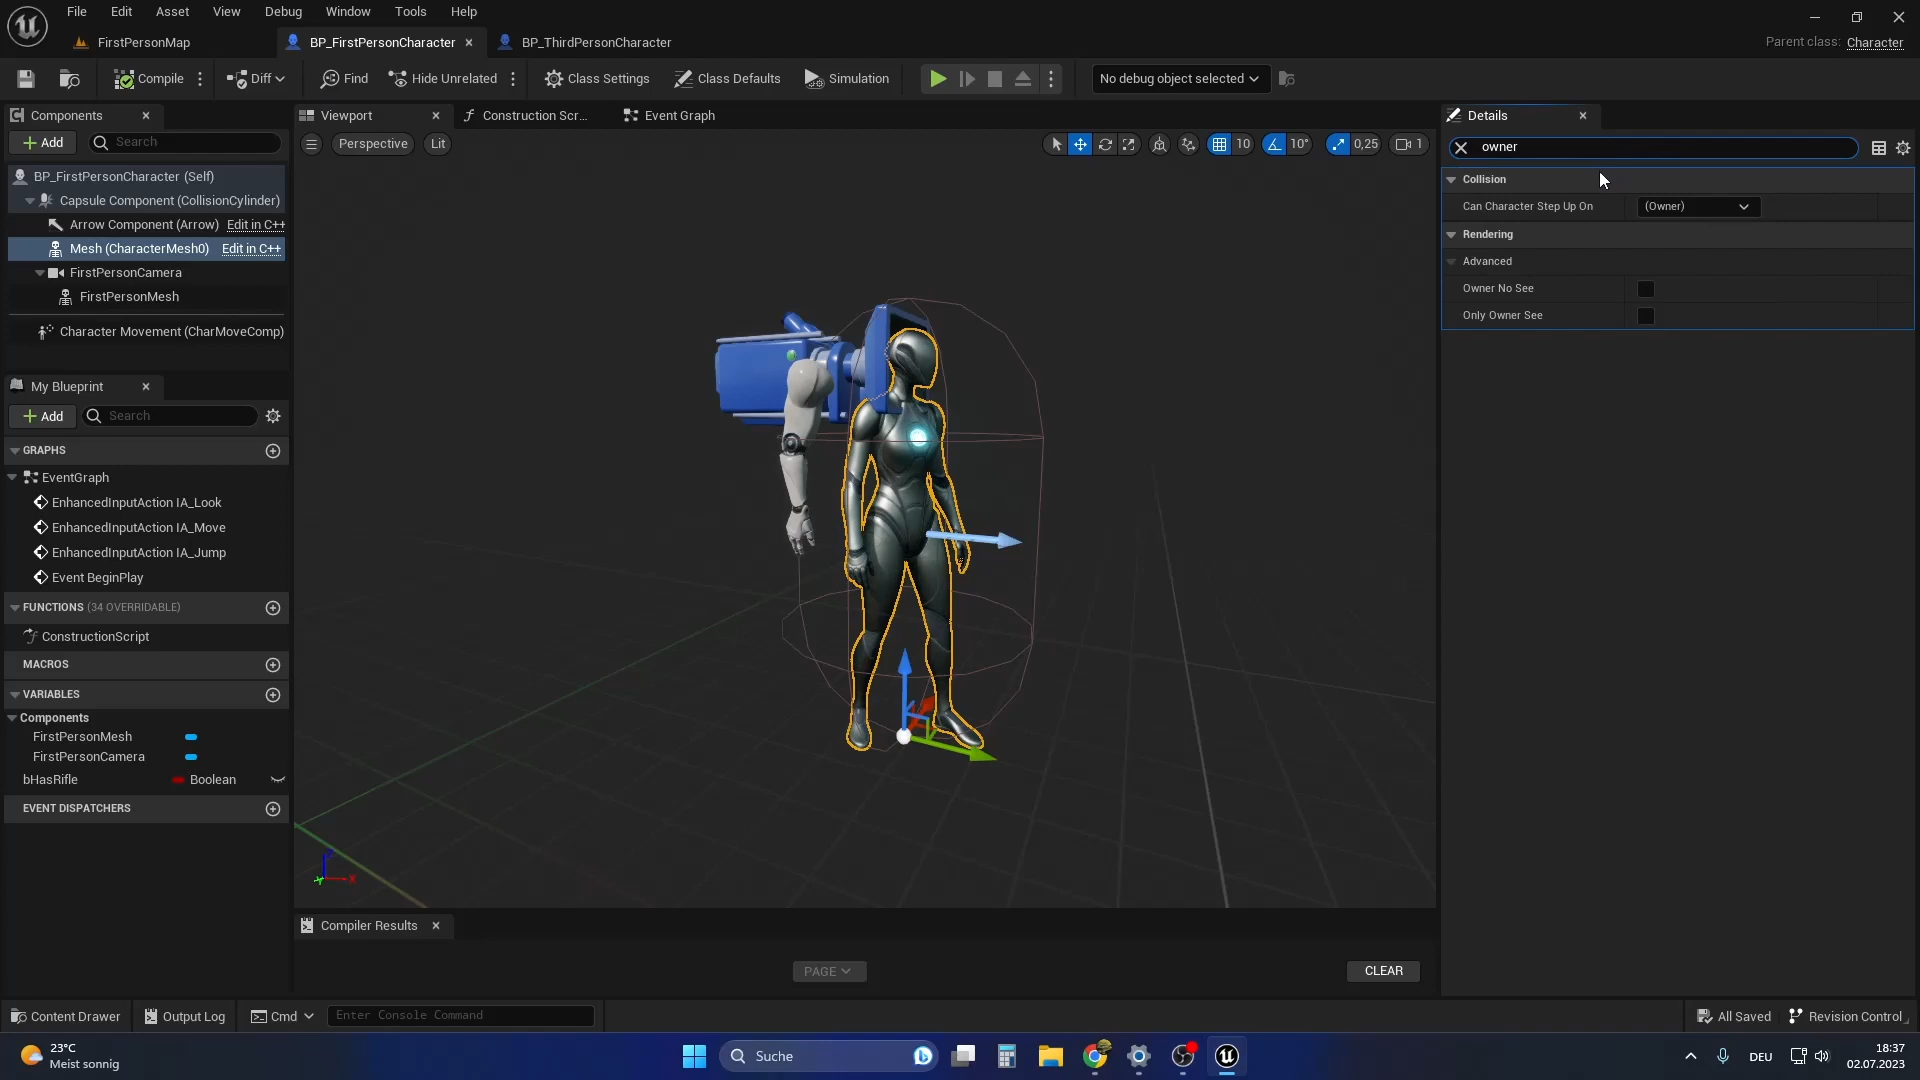 File Edit Asset View Debug Window Tools Help
FirstPersonMap BP_FirstPersonCharacter BP_ThirdPersonCharacter
Parent class: Character
Compile Diff Find Hide Unrelated Class Settings Class Defaults Simulation No debug object selected
Components
Add Search
BP_FirstPersonCharacter (Self)
Capsule Component (CollisionCylinder)
Arrow Component (Arrow) Edit in C++
Mesh (CharacterMesh0) Edit in C++
FirstPersonCamera
FirstPersonMesh
Character Movement (CharMoveComp)
My Blueprint
Add Search
GRAPHS
EventGraph
EnhancedInputAction IA_Look
EnhancedInputAction IA_Move
EnhancedInputAction IA_Jump
Event BeginPlay
FUNCTIONS (34 OVERRIDABLE)
ConstructionScript
MACROS
VARIABLES
Components
FirstPersonMesh
FirstPersonCamera
bHasRifle Boolean
EVENT DISPATCHERS
Viewport Construction Scr... Event Graph
Perspective Lit 10 10° 0,25 1
Z
X
Y
Compiler Results
PAGE CLEAR
Details
owner
Collision
Can Character Step Up On (Owner)
Rendering
Advanced
Owner No See
Only Owner See
Content Drawer Output Log Cmd Enter Console Command All Saved Revision Control
23°C
Meist sonnig
Suche
DEU
18:37
02.07.2023